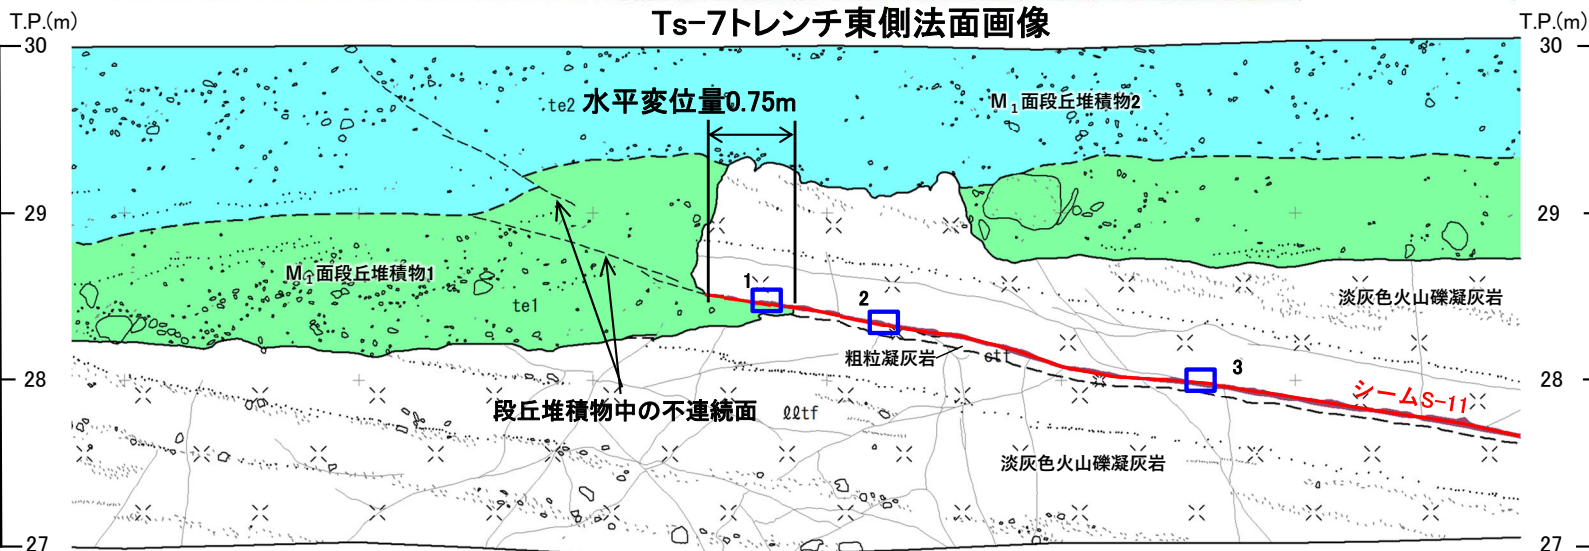 Ts-7トレンチ東側法面画像
T.P.(m)
T.P.(m)
30
30
te2
水平変位量0.75m
M1面段丘堆積物2
29
29
M1面段丘堆積物1
te1
1
2
淡灰色火山礫凝灰岩
粗粒凝灰岩
ctf
28
3
28
シームS-11
段丘堆積物中の不連続面
ℓℓtf
淡灰色火山礫凝灰岩
27
27